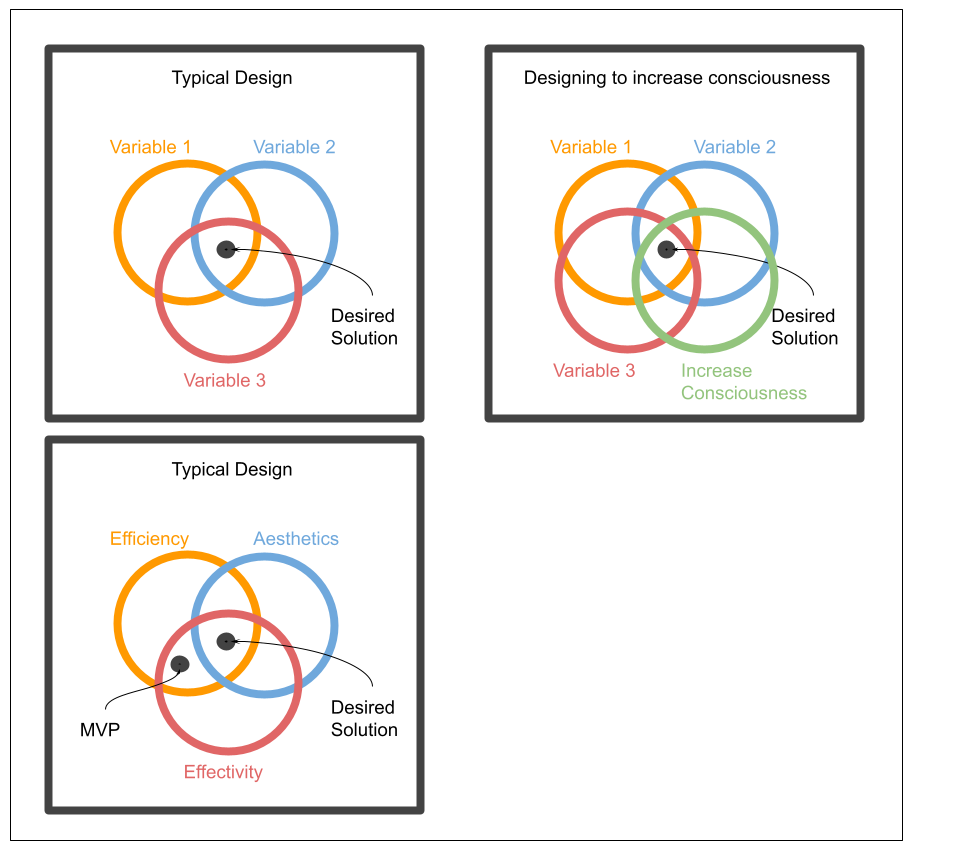 Typical Design
Variable 1
Variable 2
Desired
Solution
Variable 3
Designing to increase consciousness
Variable 1
Variable 2
Desired
Solution
Variable 3
Increase
Consciousness
Typical Design
Efficiency
Aesthetics
MVP
Desired
Solution
Effectivity